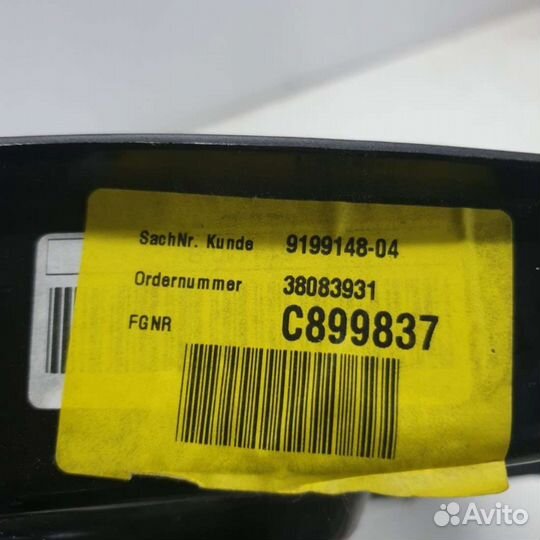 SachNr. Kunde 9199148-04
Ordernummer 38083931
FGNR C899837
Avito